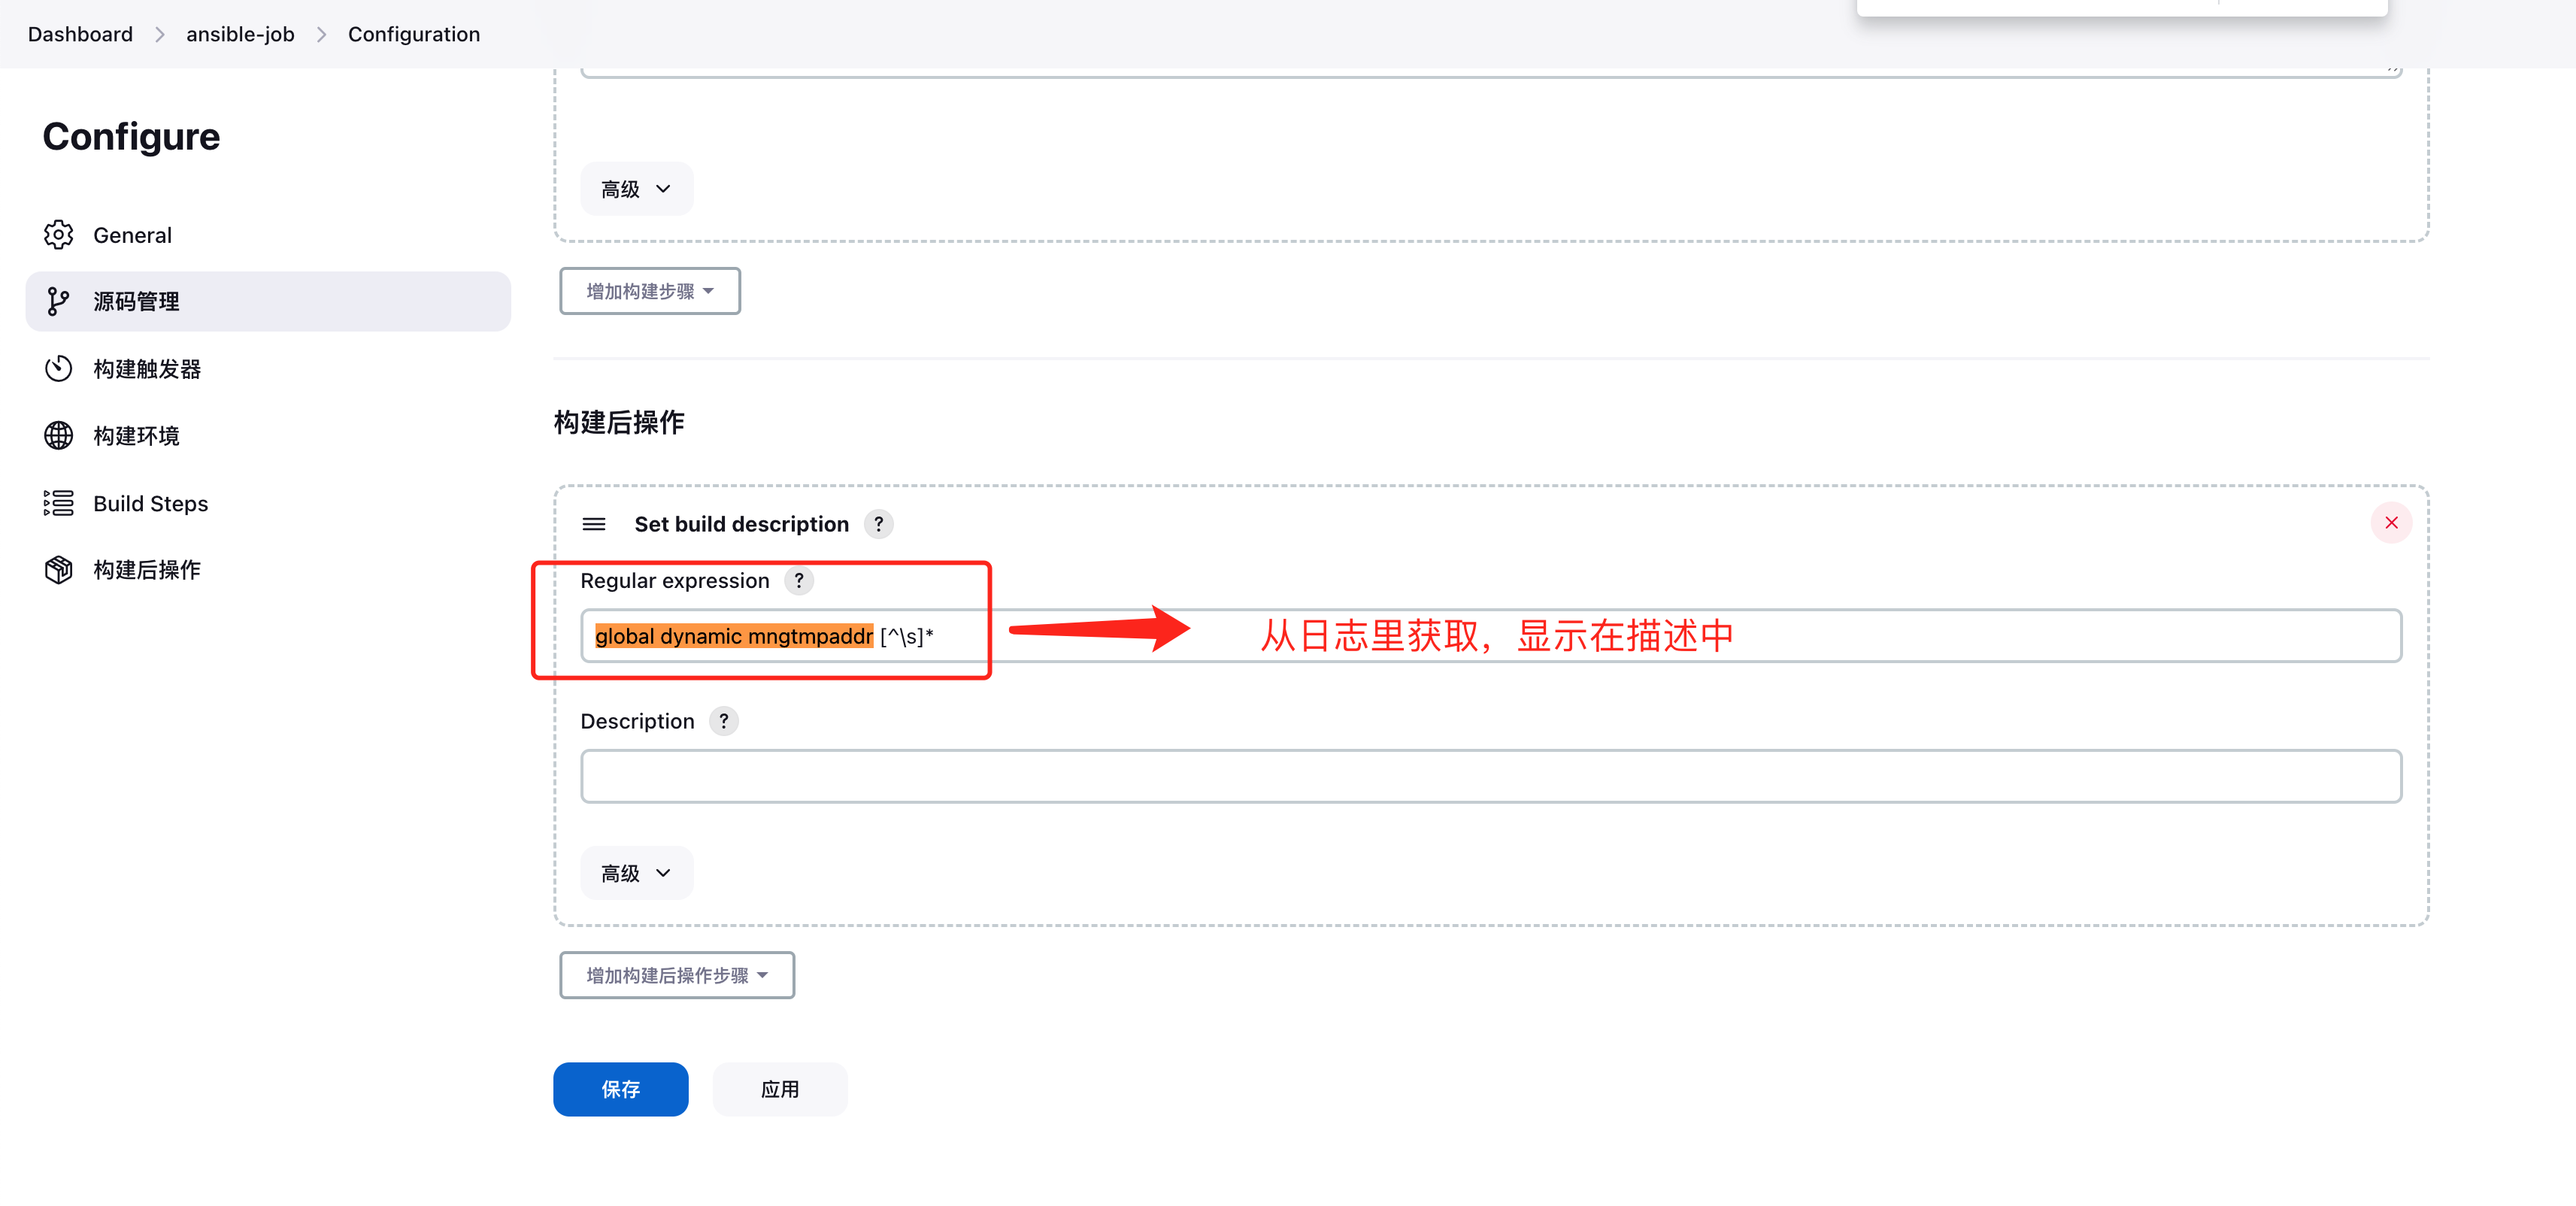 Dashboard > ansible-job > Configuration
Configure
General
源码管理
构建触发器
构建环境
Build Steps
构建后操作
高级
增加构建步骤
构建后操作
Set build description ?
Regular expression ?
global dynamic mngtmpaddr [^\s]*
从日志里获取，显示在描述中
Description ?
高级
增加构建后操作步骤
保存 应用